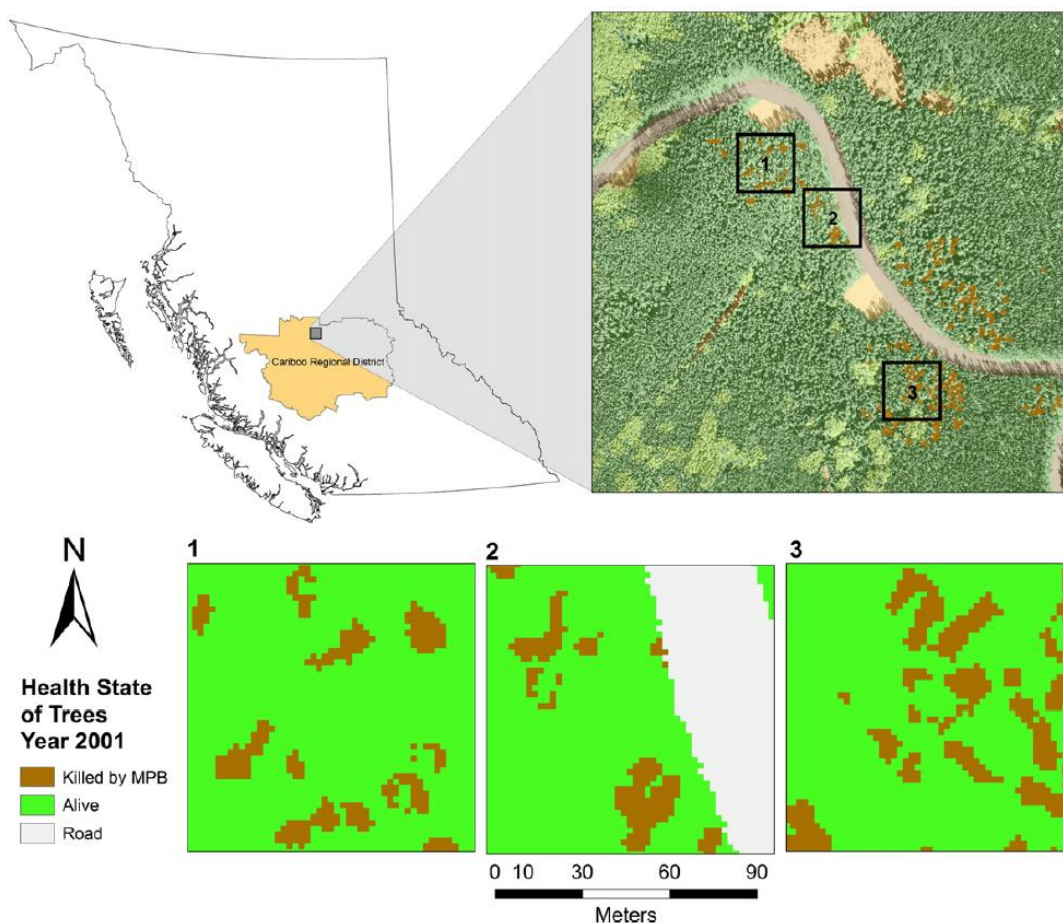 Cariboo Regional District
1
2
3
N
Health State
of Trees
Year 2001
Killed by MPB
Alive
Road
1
2
3
0 10 30 60 90
Meters